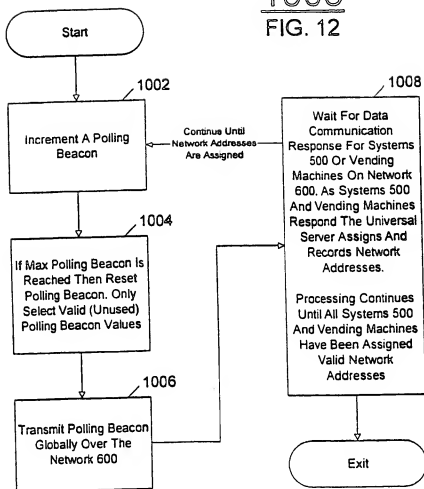 FIG. 12
Start
1002
Increment A Polling
Beacon
1004
If Max Polling Beacon Is
Reached Then Reset
Polling Beacon. Only
Select Valid (Unused)
Polling Beacon Values
1006
Transmit Polling Beacon
Globally Over The
Network 600
Continue Until
Network Addresses
Are Assigned
1008
Wait For Data
Communication
Response For Systems
500 Or Vending
Machines On Network
600. As Systems 500
And Vending Machines
Respond The Universal
Server Assigns And
Records Network
Addresses.
Processing Continues
Until All Systems 500
And Vending Machines
Have Been Assigned
Valid Network
Addresses
Exit